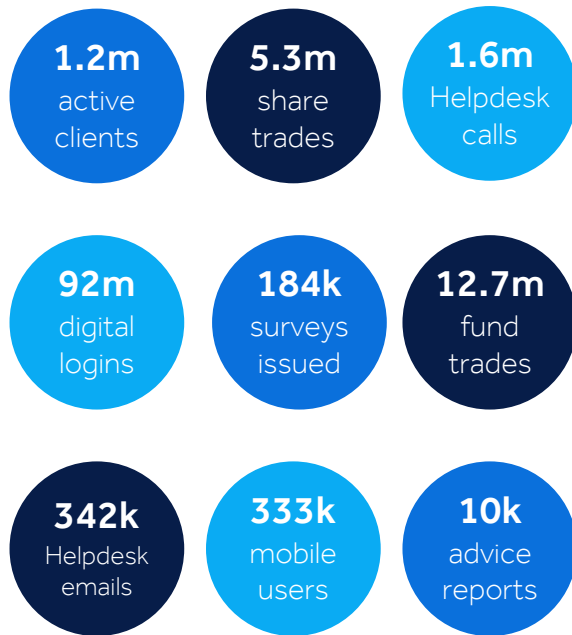 1.2m
active
clients
5.3m
share
trades
1.6m
Helpdesk
calls
92m
digital
logins
184k
surveys
issued
12.7m
fund
trades
342k
Helpdesk
emails
333k
mobile
users
10k
advice
reports